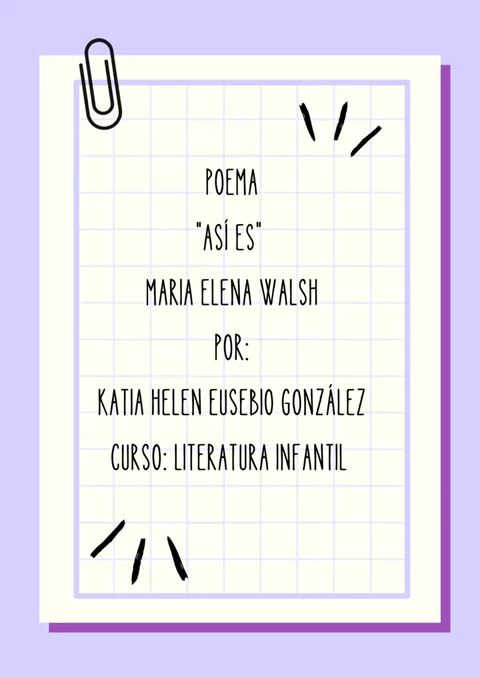 POEMA
"ASÍ ES"
MARIA ELENA WALSH
POR:
KATIA HELEN EUSEBIO GONZÁLEZ
CURSO: LITERATURA INFANTIL